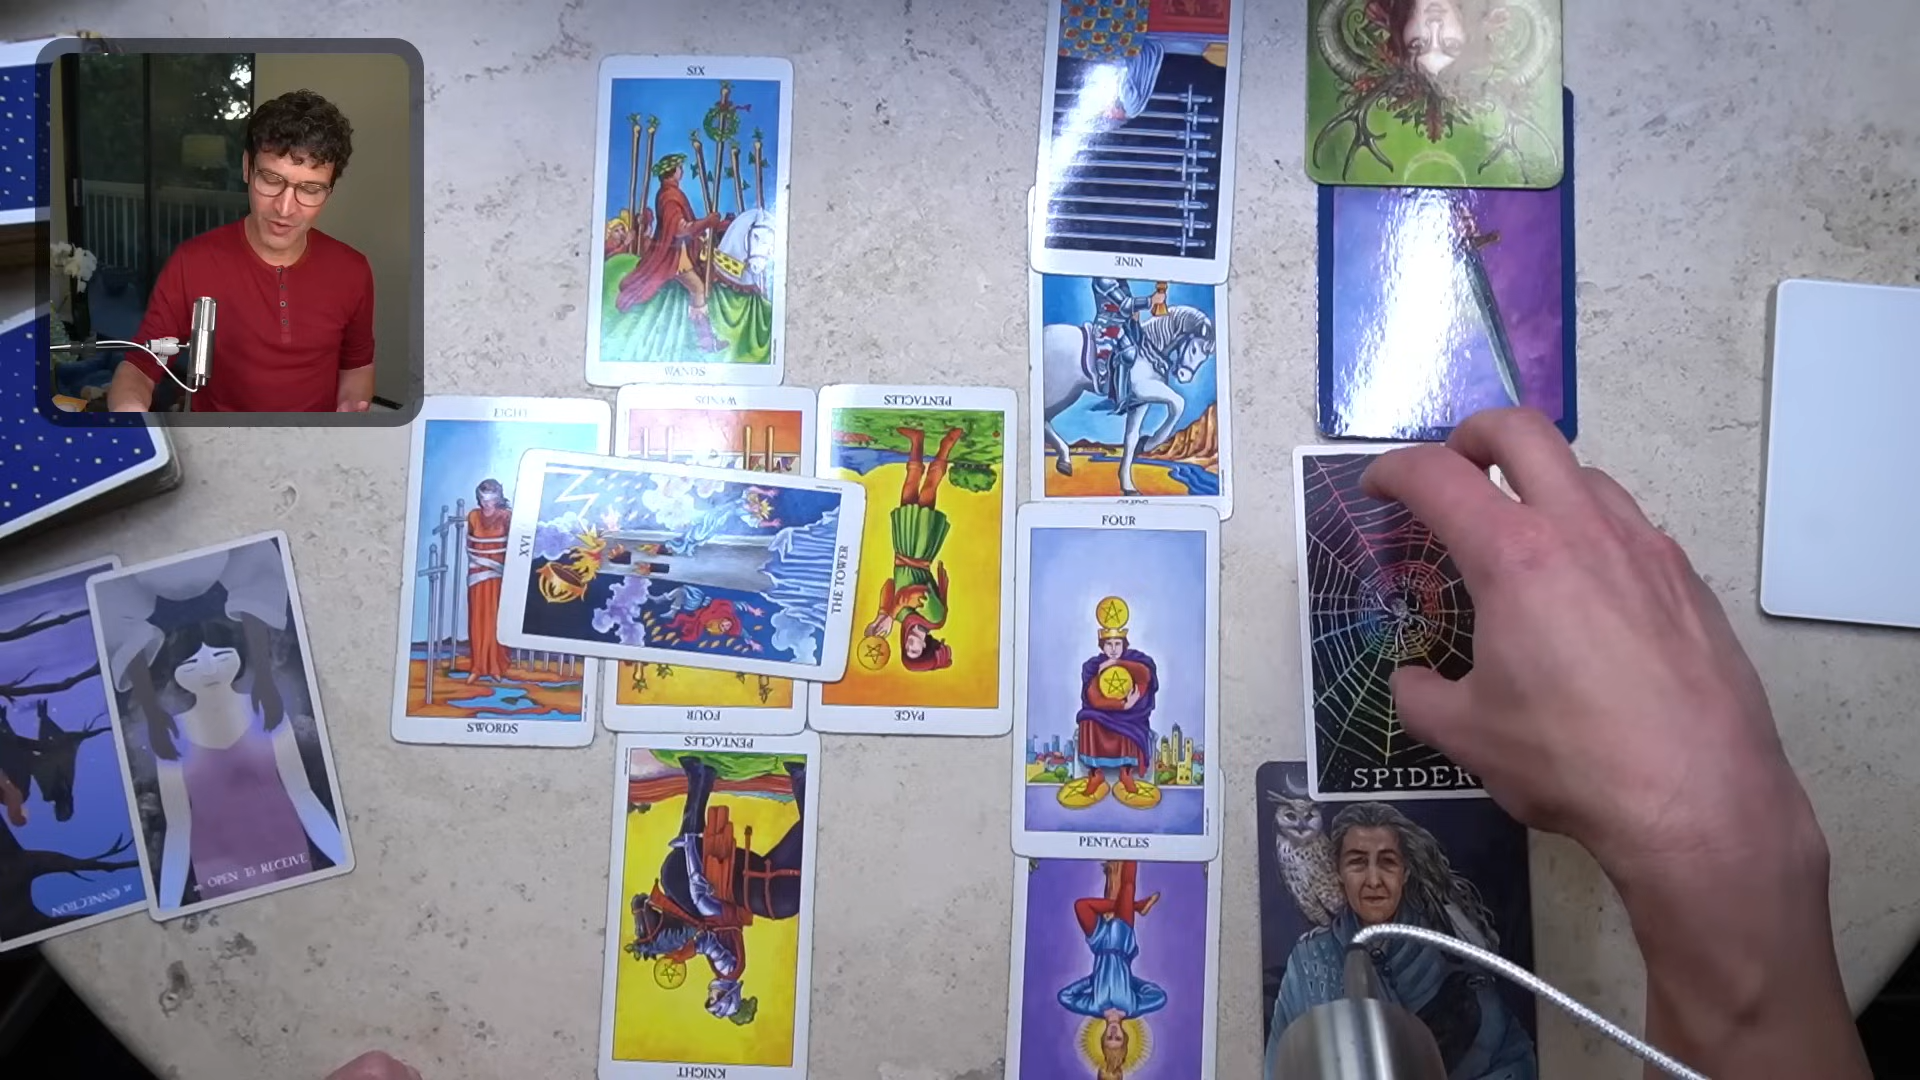 SIX
WANDS
NINE
EIGHT
SWORDS
WANDS
FOUR
PENTACLES
PAGE
XVI
THE TOWER
FOUR
PENTACLES
PENTACLES
KNIGHT
SPIDER
OPEN TO RECEIVE